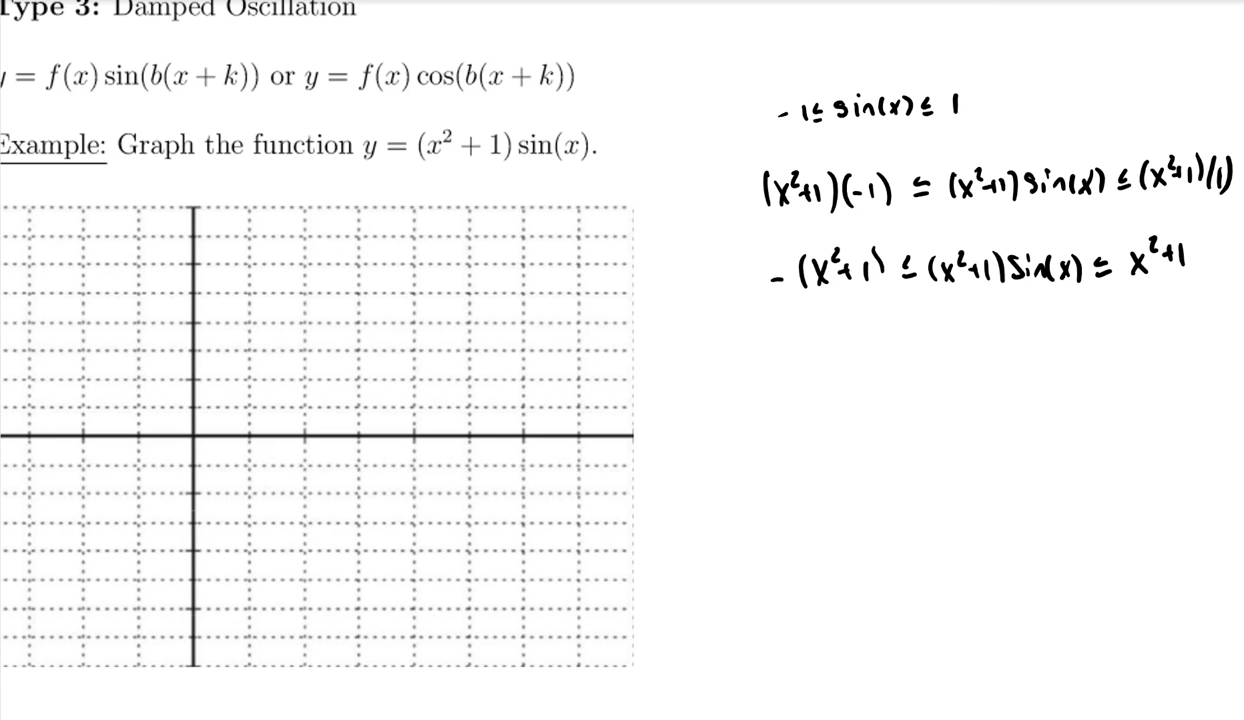 Type 3: Damped Oscillation
y = f(x) sin(b(x + k)) or y = f(x) cos(b(x + k))
Example: Graph the function y = (x² + 1) sin(x).
-1 ≤ sin(x) ≤ 1
(x²+1)(-1) ≤ (x²+1) sin(x) ≤ (x²+1)(1)
-(x²+1) ≤ (x²+1) sin(x) ≤ x²+1